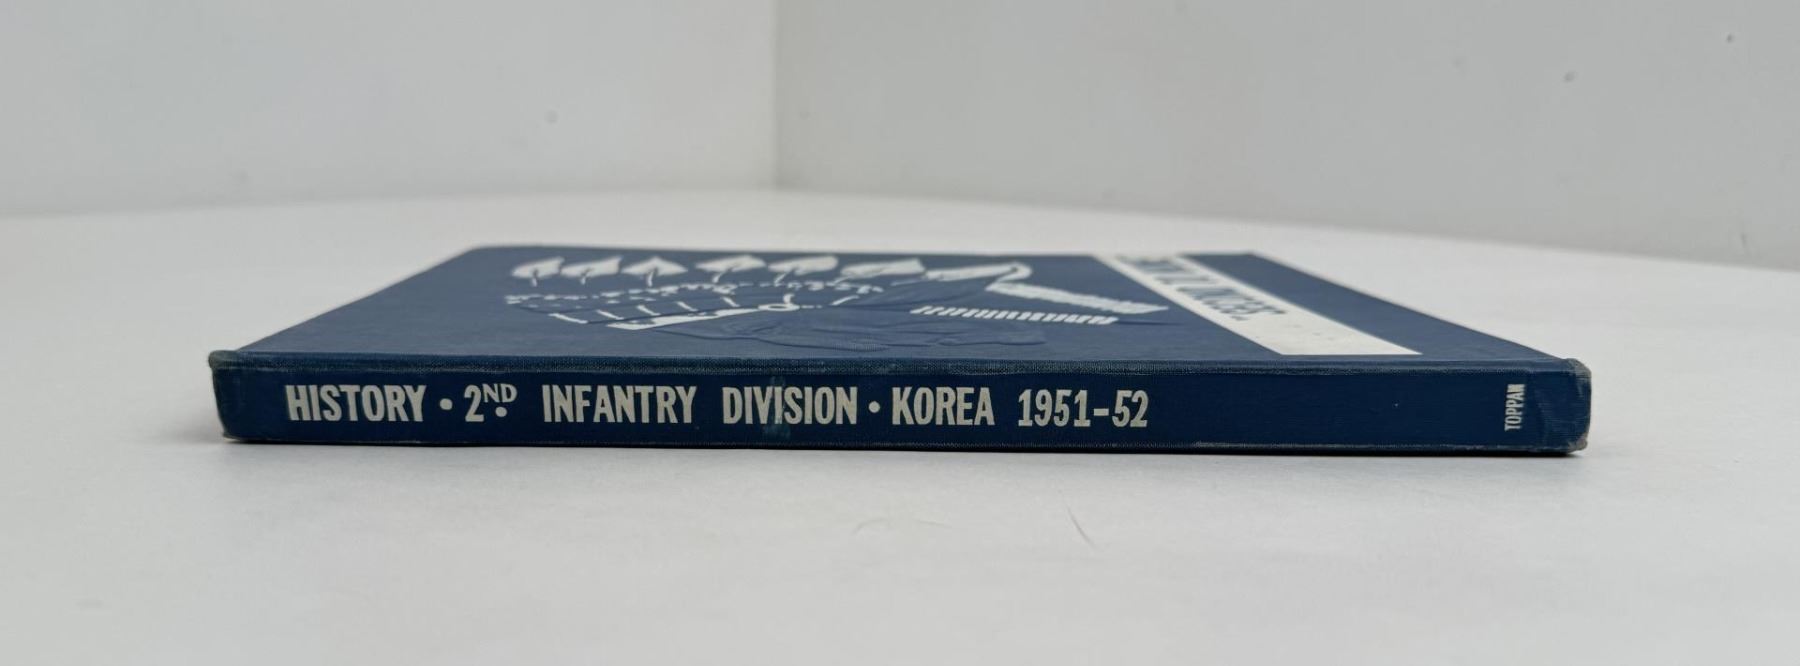 HISTORY • 2ND. INFANTRY DIVISION • KOREA 1951-52
TOPPAN